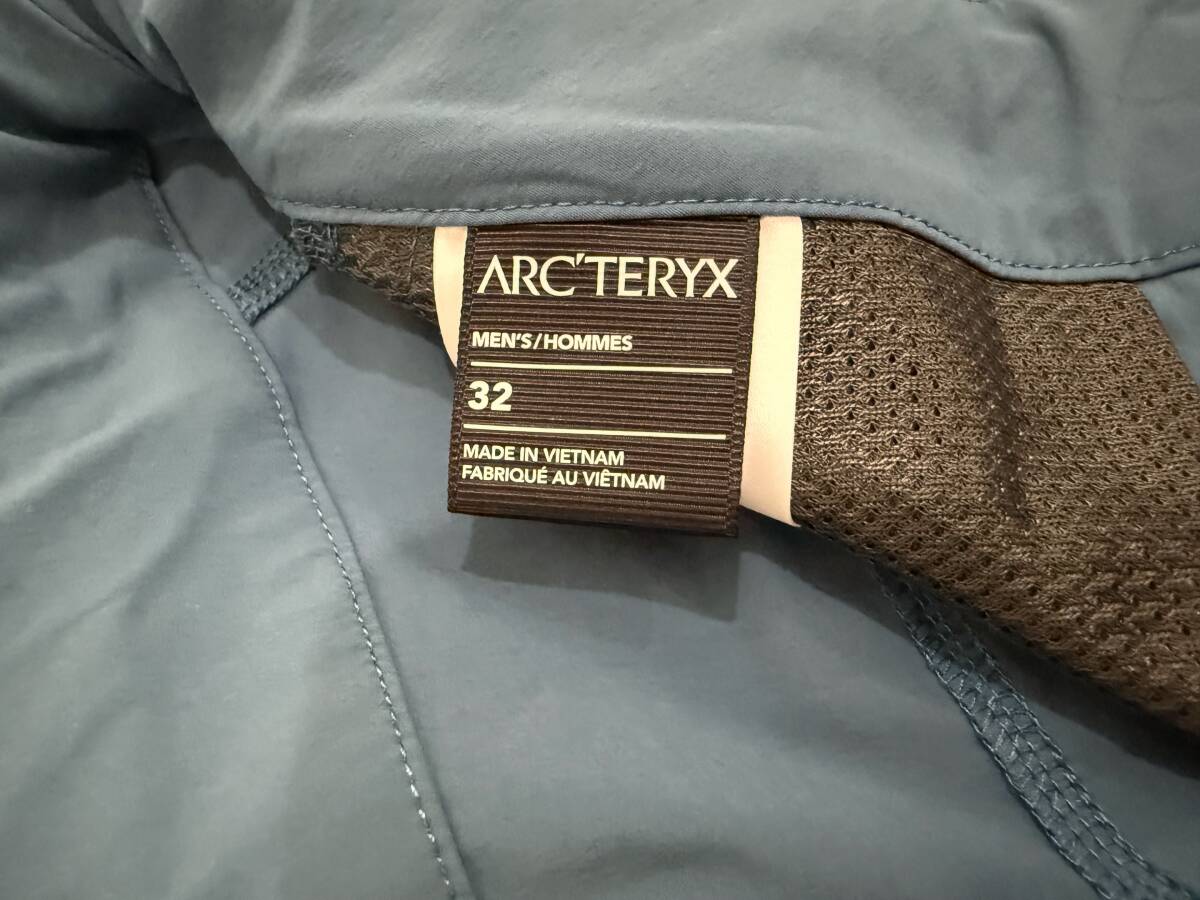 ARC'TERYX
MEN'S/HOMMES
32
MADE IN VIETNAM
FABRIQUÉ AU VIÊTNAM